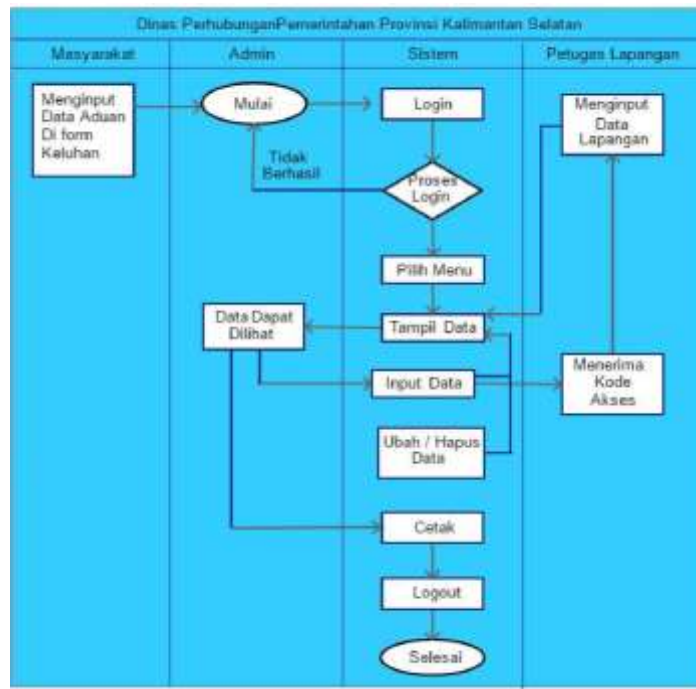 Dinas PerhubunganPemerintahan Provinsi Kalimantan Selatan
Masyarakat
Admin
Sistem
Petugas Lapangan
Menginput
Data Aduan
Di form
Keluhan
Mulai
Login
Menginput
Data
Lapangan
Tidak
Berhasil
Proses
Login
Pilih Menu
Data Dapat
Dilihat
Tampil Data
Input Data
Menerima
Kode
Akses
Ubah / Hapus
Data
Cetak
Logout
Selesai